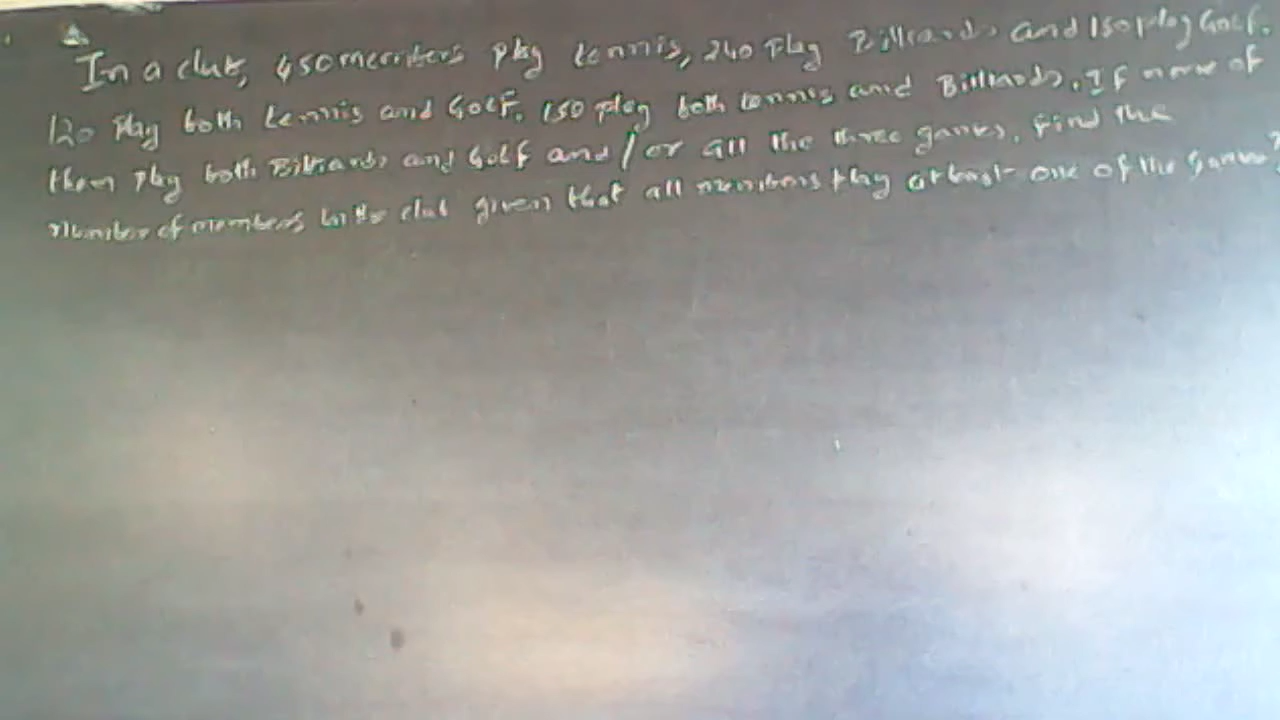 In a club, 450 members play tennis, 240 play Billiards and 150 play Golf.
120 play both tennis and Golf. 150 play both tennis and Billiards. If none of
them play both Billiards and Golf and/or all the three games, Find the
number of members in the club given that all members play atleast one of the games?